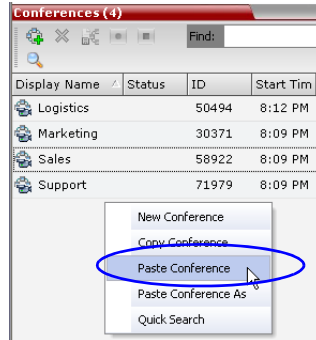 Conferences (4)
Find:
Display Name Status ID Start Tim
Logistics 50494 8:12 PM
Marketing 30371 8:09 PM
Sales 58922 8:09 PM
Support 71979 8:09 PM
New Conference
Copy Conference
Paste Conference
Paste Conference As
Quick Search